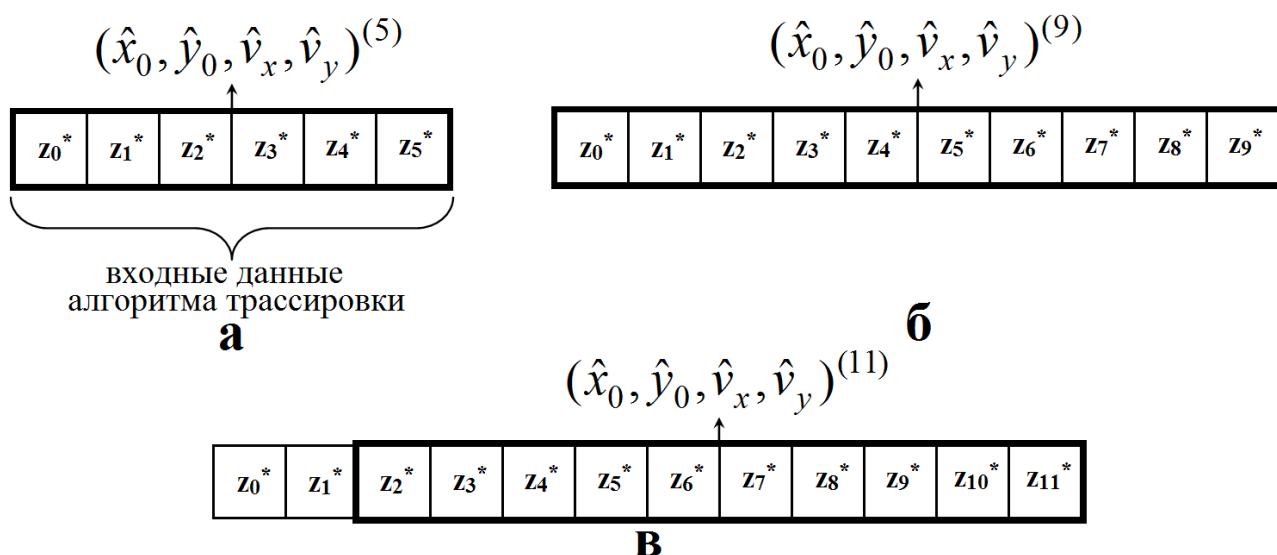 (x̂₀, ŷ₀, v̂ₓ, v̂ᵧ)⁽⁵⁾
z₀* z₁* z₂* z₃* z₄* z₅*
входные данные
алгоритма трассировки
а
(x̂₀, ŷ₀, v̂ₓ, v̂ᵧ)⁽⁹⁾
z₀* z₁* z₂* z₃* z₄* z₅* z₆* z₇* z₈* z₉*
б
(x̂₀, ŷ₀, v̂ₓ, v̂ᵧ)⁽¹¹⁾
z₀* z₁* z₂* z₃* z₄* z₅* z₆* z₇* z₈* z₉* z₁₀* z₁₁*
в